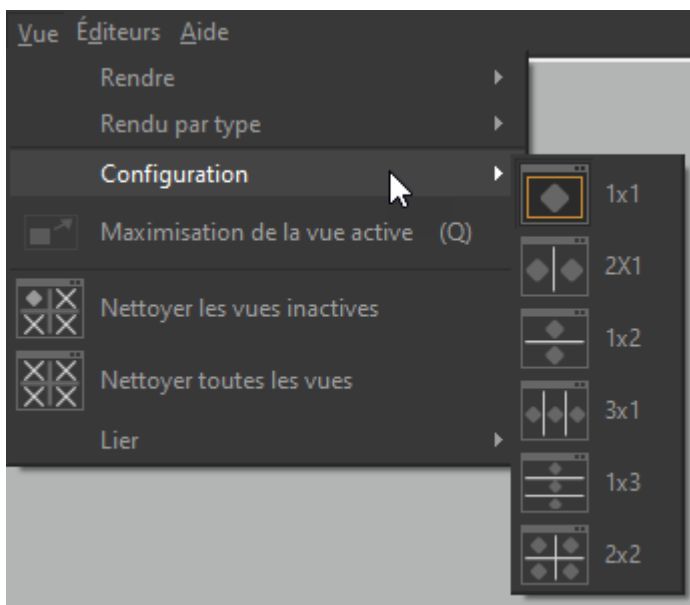 Vue Éditeurs Aide
Rendre
Rendu par type
Configuration
Maximisation de la vue active (Q)
Nettoyer les vues inactives
Nettoyer toutes les vues
Lier
1x1
2X1
1x2
3x1
1x3
2x2